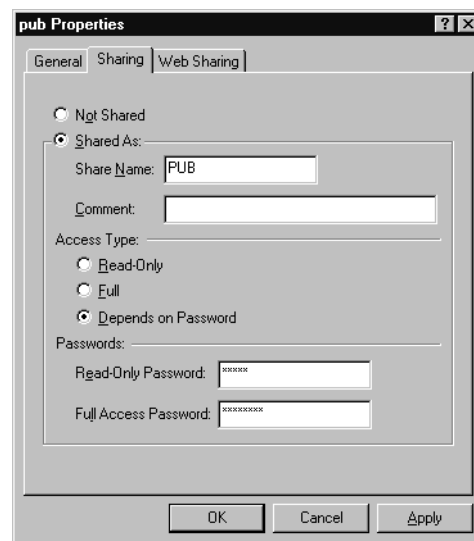 pub Properties
General Sharing Web Sharing
Not Shared
Shared As:
Share Name: PUB
Comment:
Access Type:
Read-Only
Full
Depends on Password
Passwords:
Read-Only Password: *****
Full Access Password: ********
OK Cancel Apply